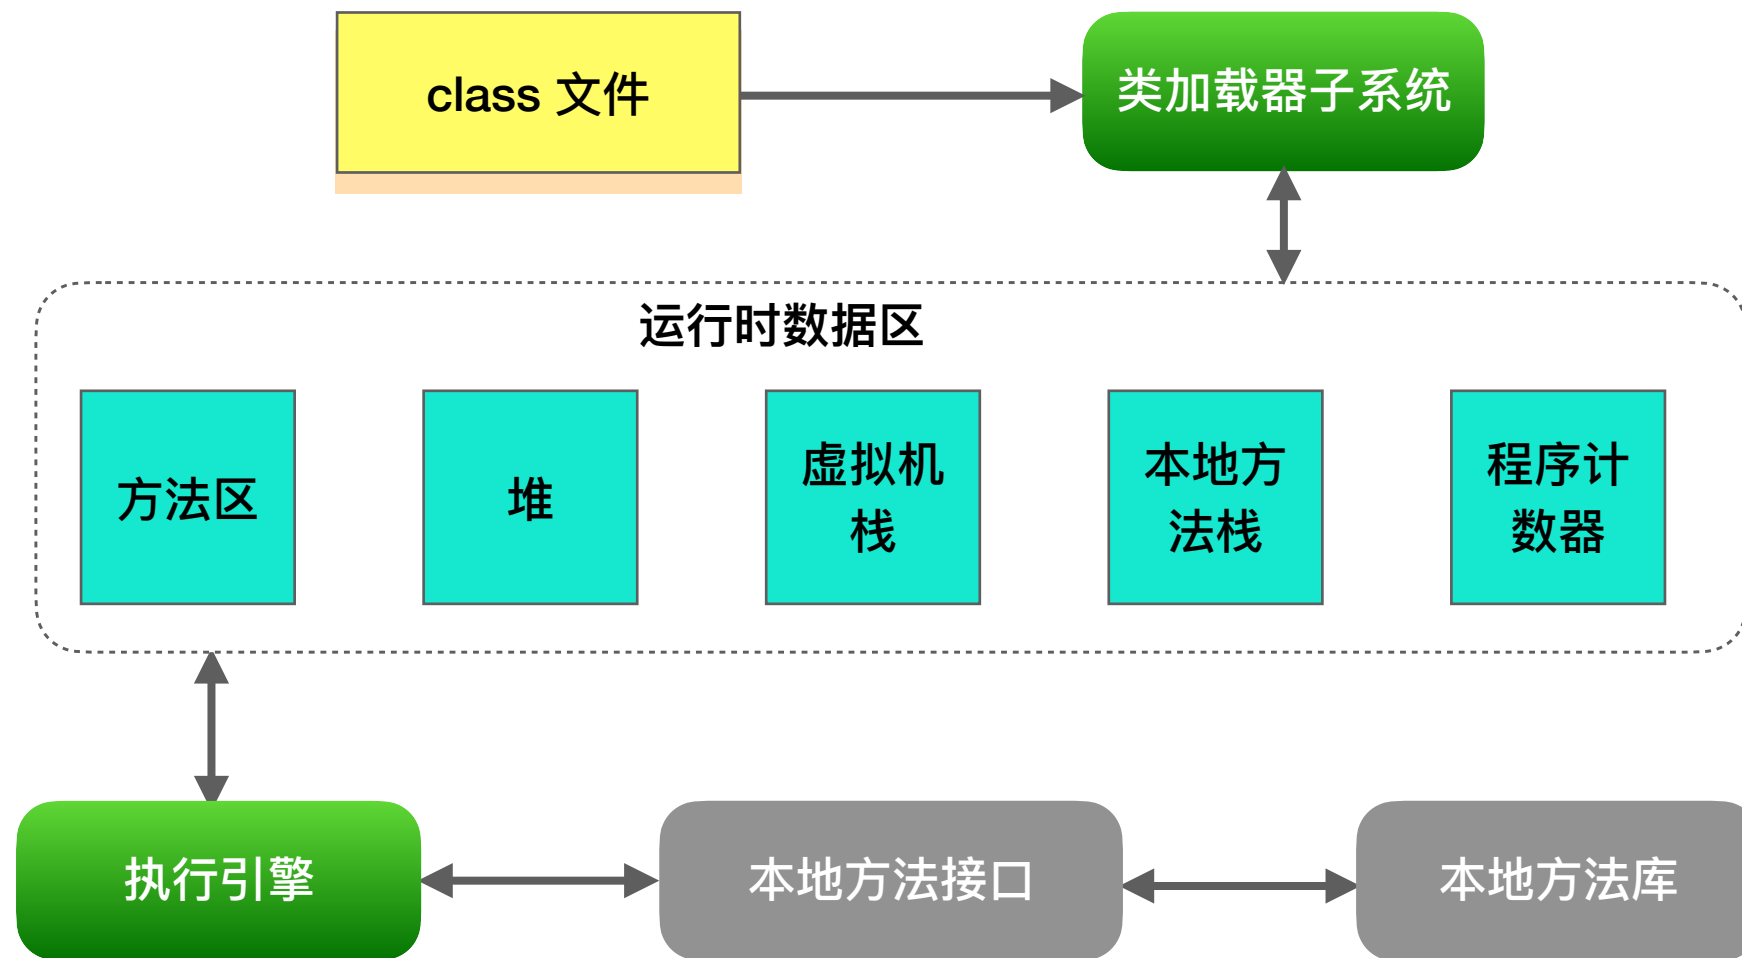 class 文件
类加载器子系统
运行时数据区
方法区
堆
虚拟机
栈
本地方
法栈
程序计
数器
执行引擎
本地方法接口
本地方法库